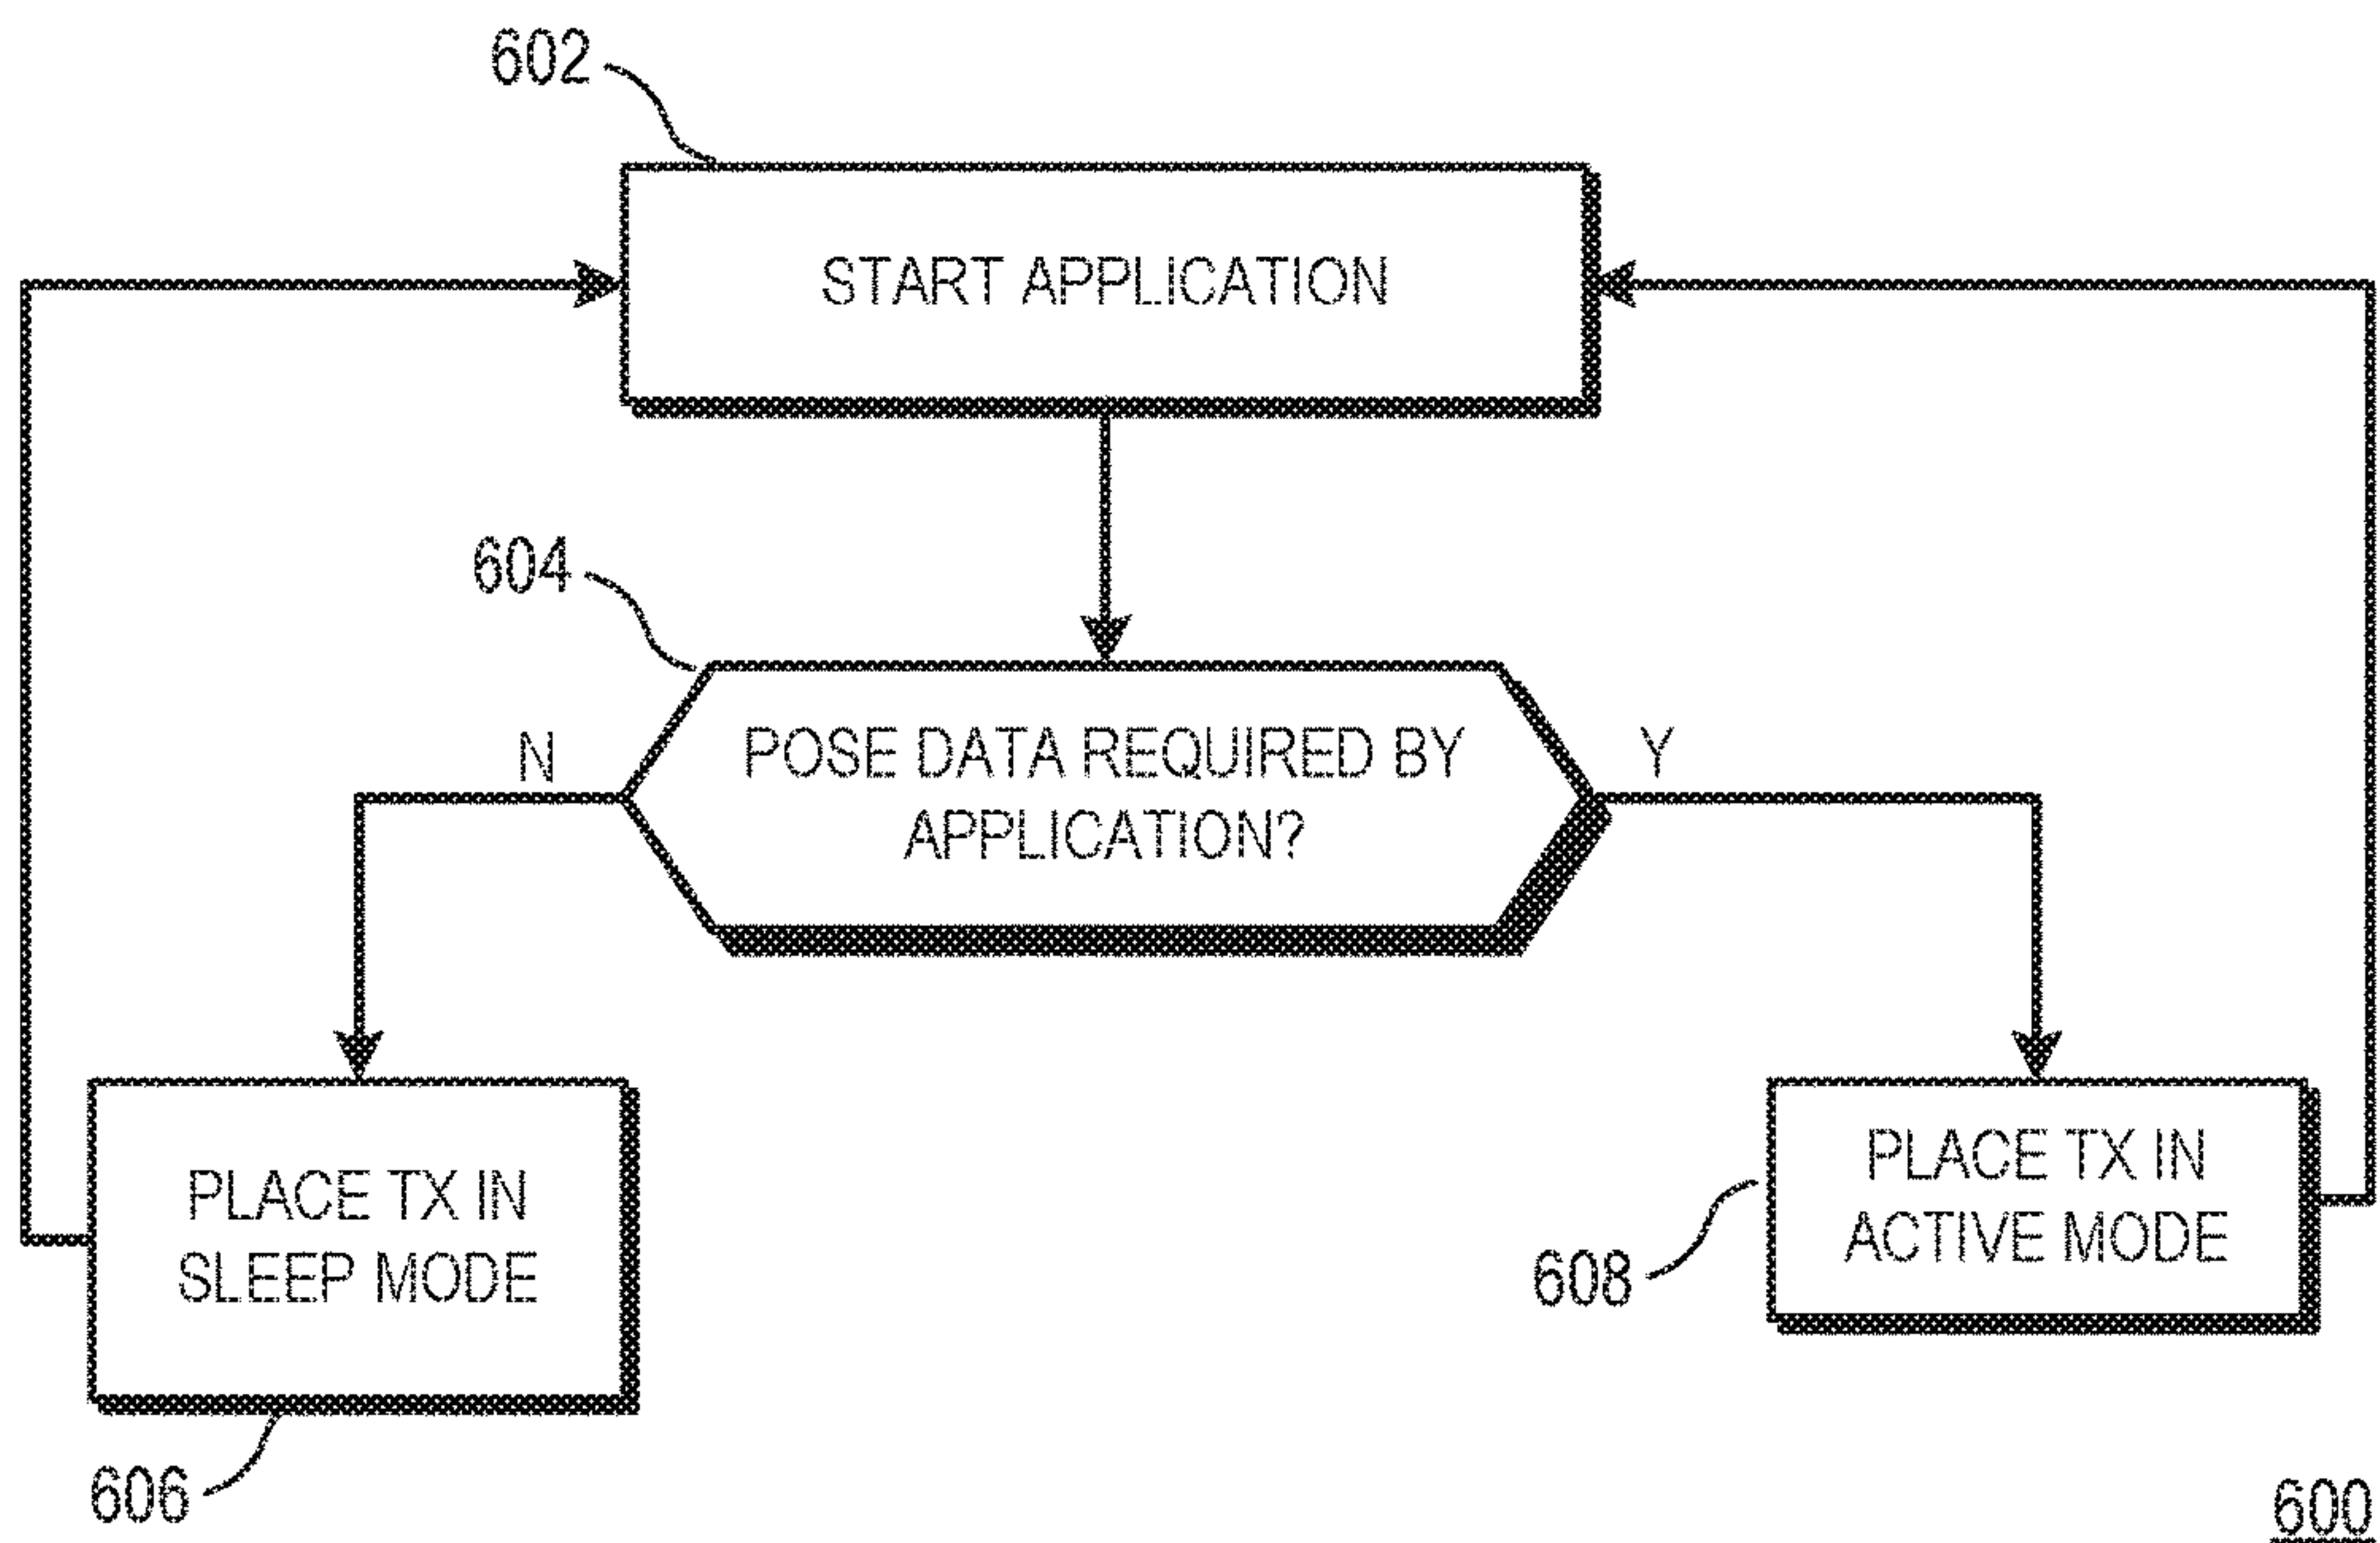 602
START APPLICATION
604
N
POSE DATA REQUIRED BY
APPLICATION?
Y
PLACE TX IN
SLEEP MODE
606
PLACE TX IN
ACTIVE MODE
608
600